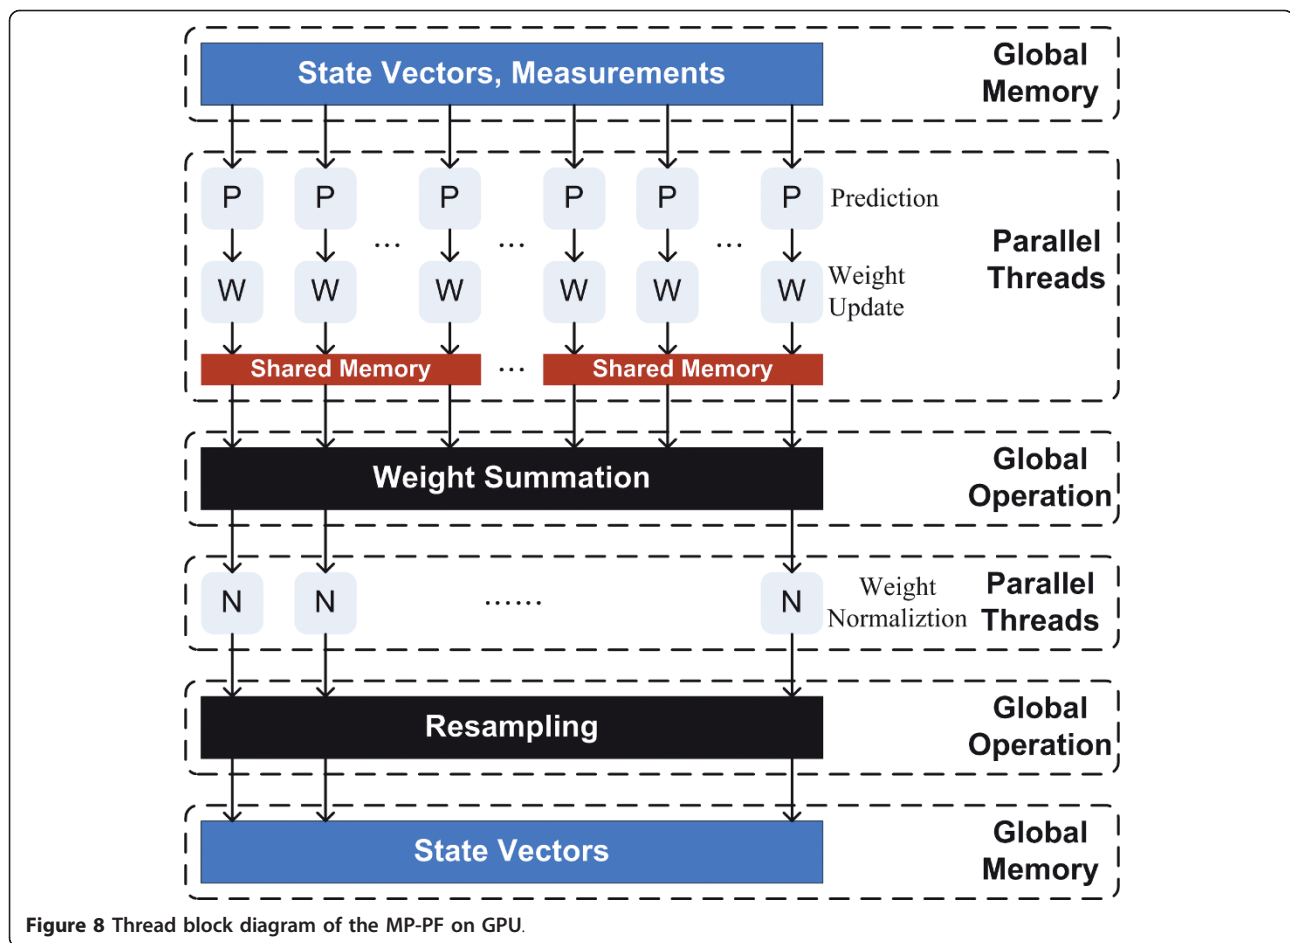 State Vectors, Measurements
Global
Memory
P P P P P P Prediction
... ... ...
Parallel
Threads
W W W W W W Weight
Update
Shared Memory ... Shared Memory
Weight Summation
Global
Operation
N N ...... N
Weight
Normaliztion
Parallel
Threads
Resampling
Global
Operation
State Vectors
Global
Memory
Figure 8 Thread block diagram of the MP-PF on GPU.